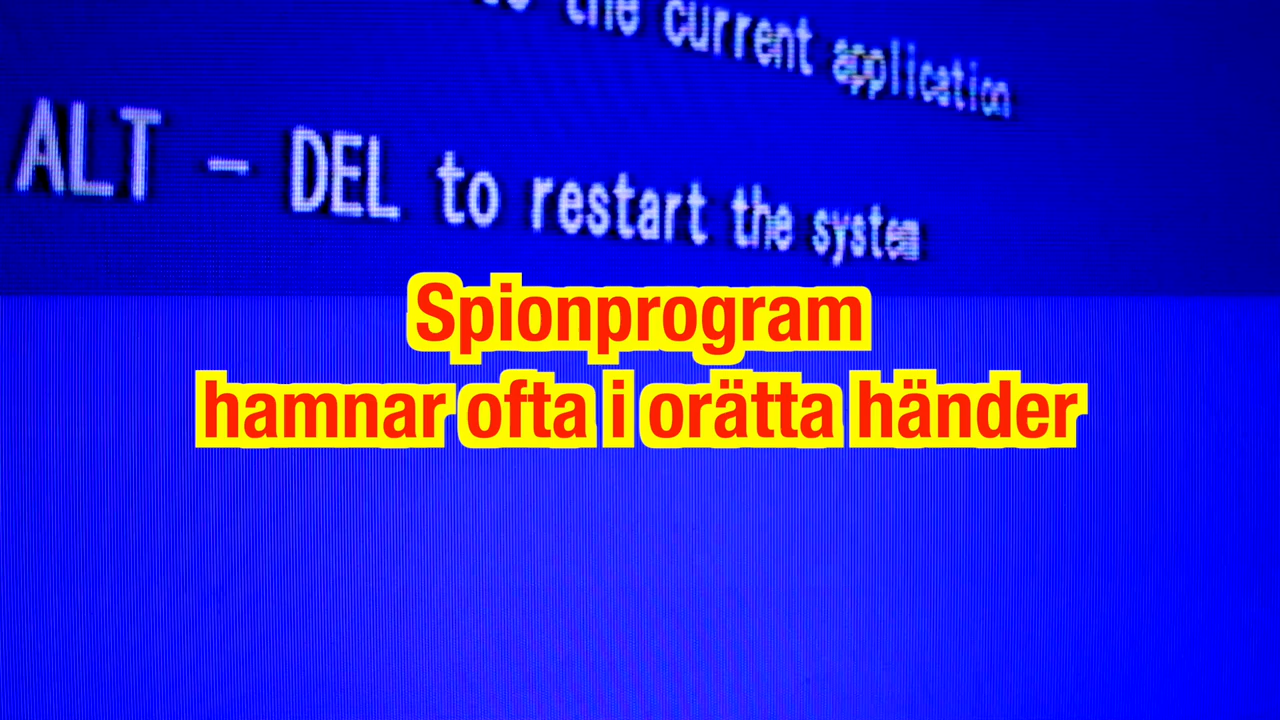 the current application
ALT - DEL to restart the system
Spionprogram
hamnar ofta i orätta händer